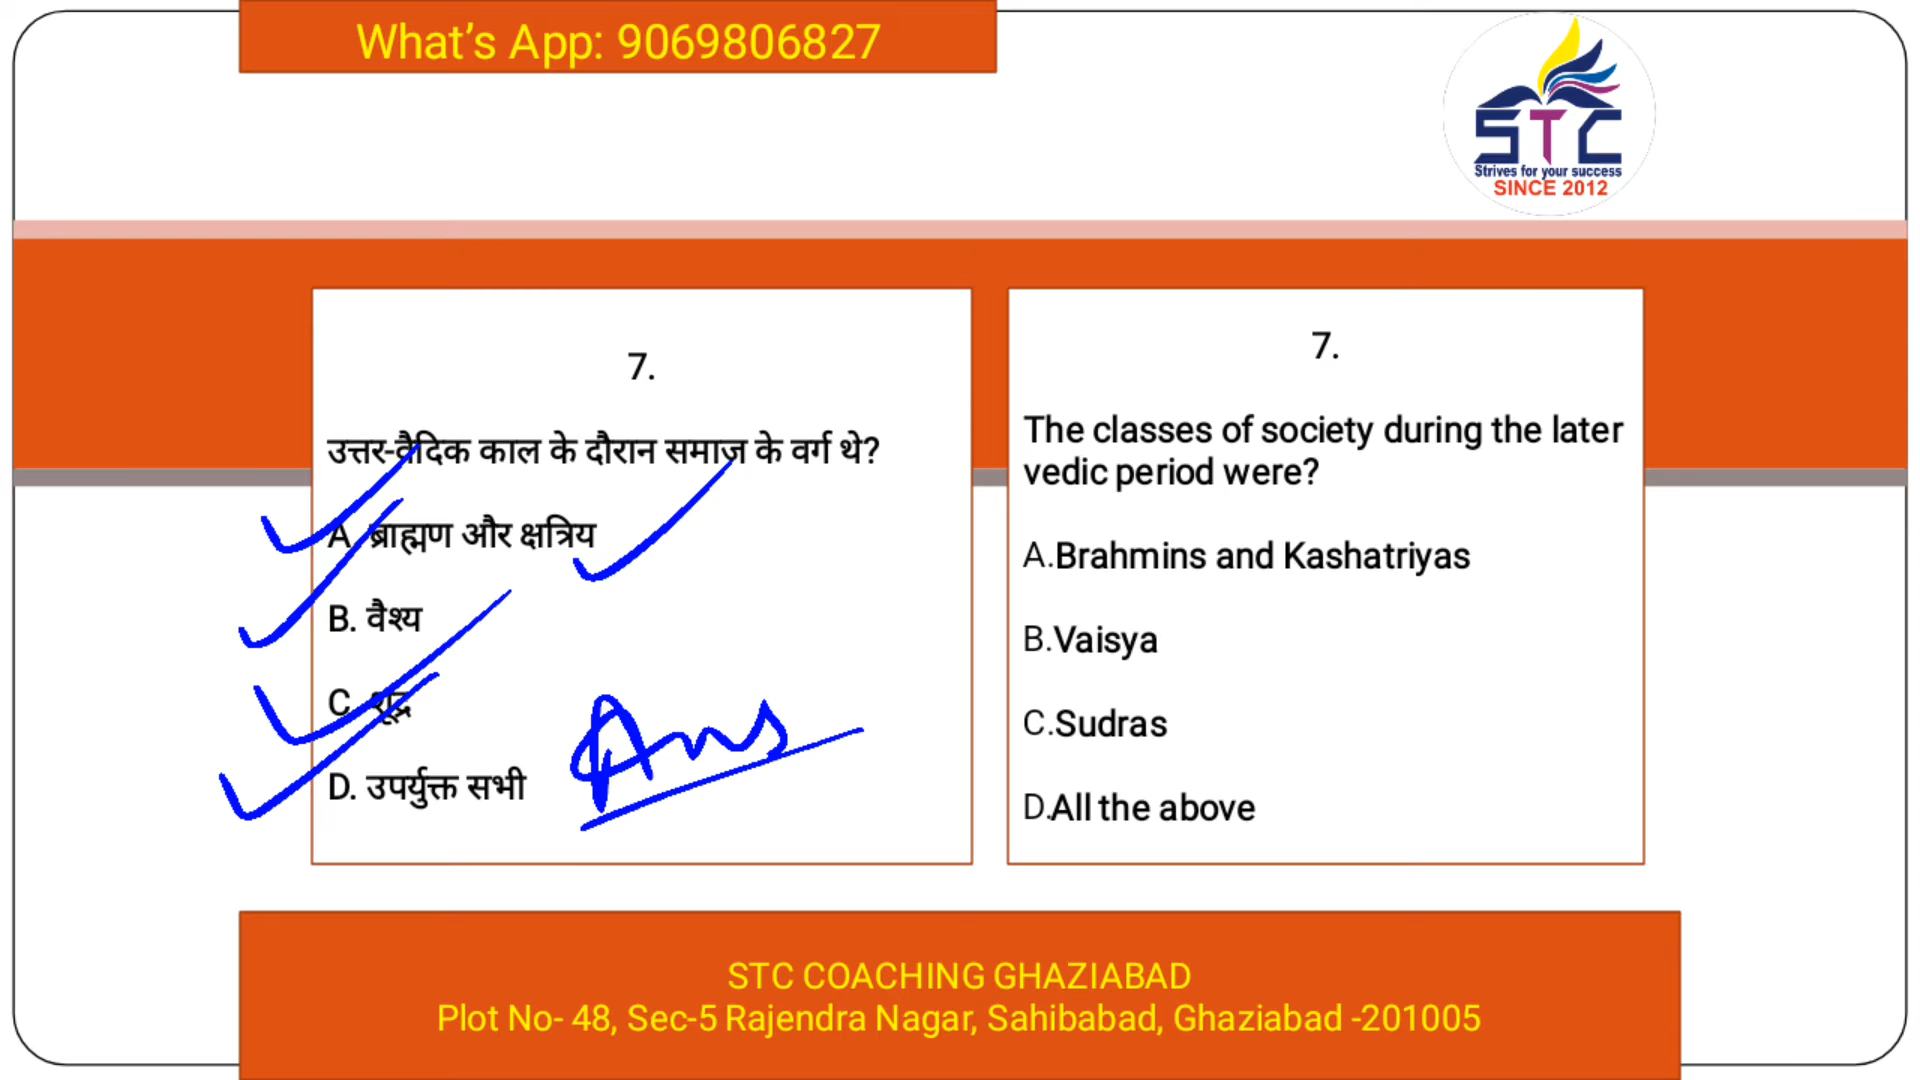 What’s App: 9069806827
STC
Strives for your success
SINCE 2012
7.
उत्तर-वैदिक काल के दौरान समाज के वर्ग थे?
A. ब्राह्मण और क्षत्रिय
B. वैश्य
C. शूद्र
D. उपर्युक्त सभी
Ans
7.
The classes of society during the later
vedic period were?
A.Brahmins and Kashatriyas
B.Vaisya
C.Sudras
D.All the above
STC COACHING GHAZIABAD
Plot No- 48, Sec-5 Rajendra Nagar, Sahibabad, Ghaziabad -201005